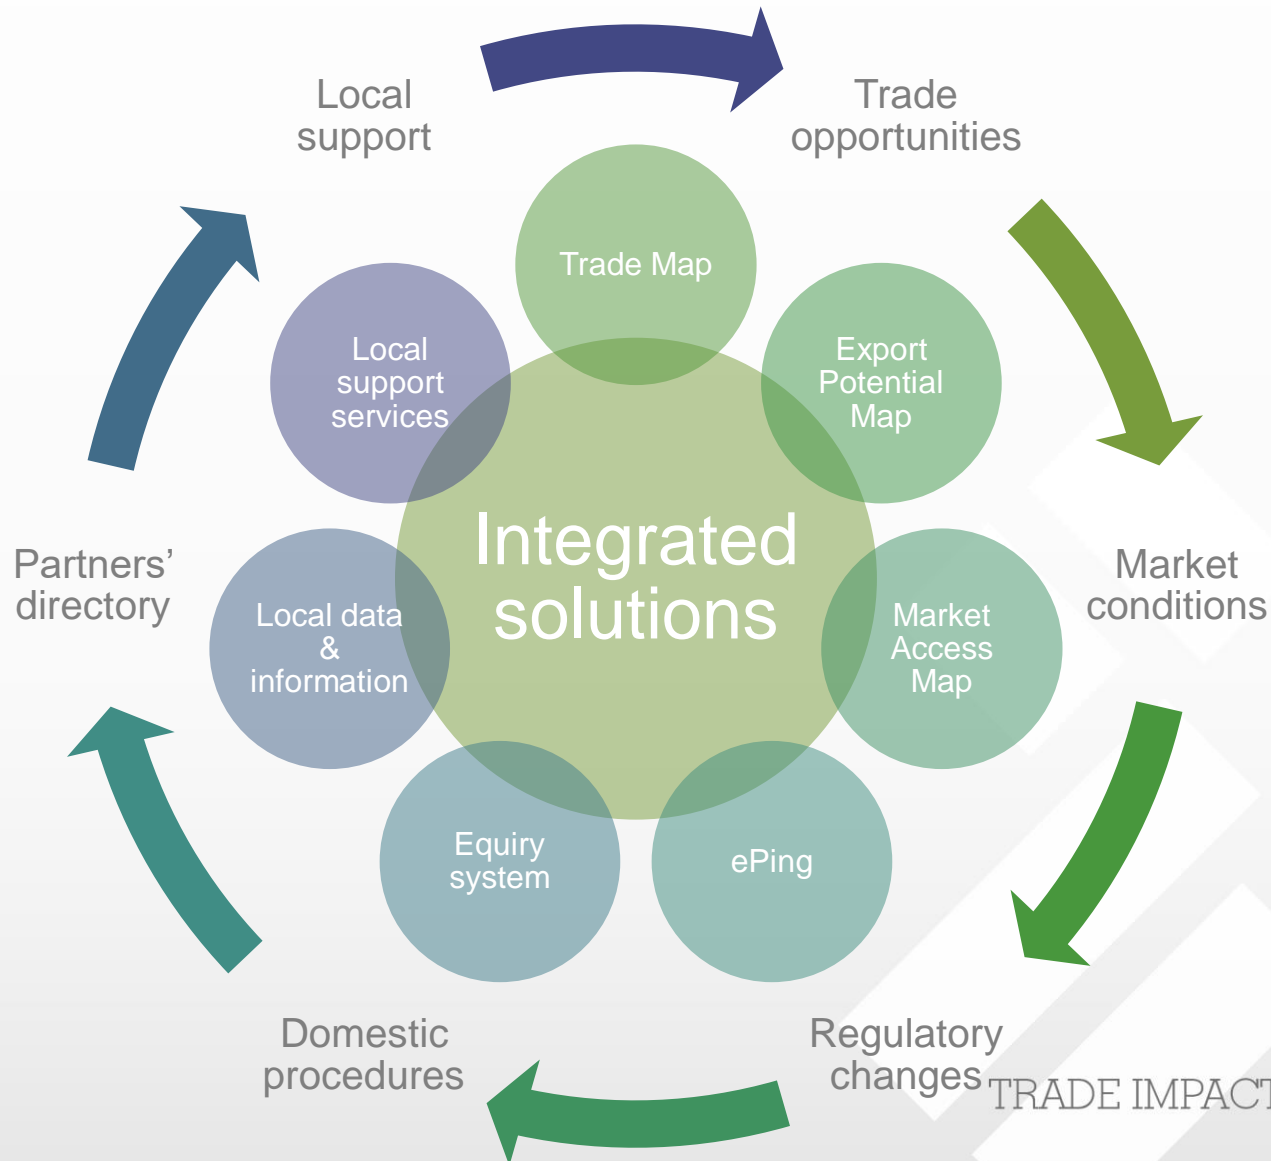 Local
support
Trade
opportunities
Trade Map
Local
support
services
Export
Potential
Map
Integrated
solutions
Partners’
directory
Market
conditions
Local data
&
information
Market
Access
Map
Equiry
system
ePing
Domestic
procedures
Regulatory
changes
TRADE IMPACT